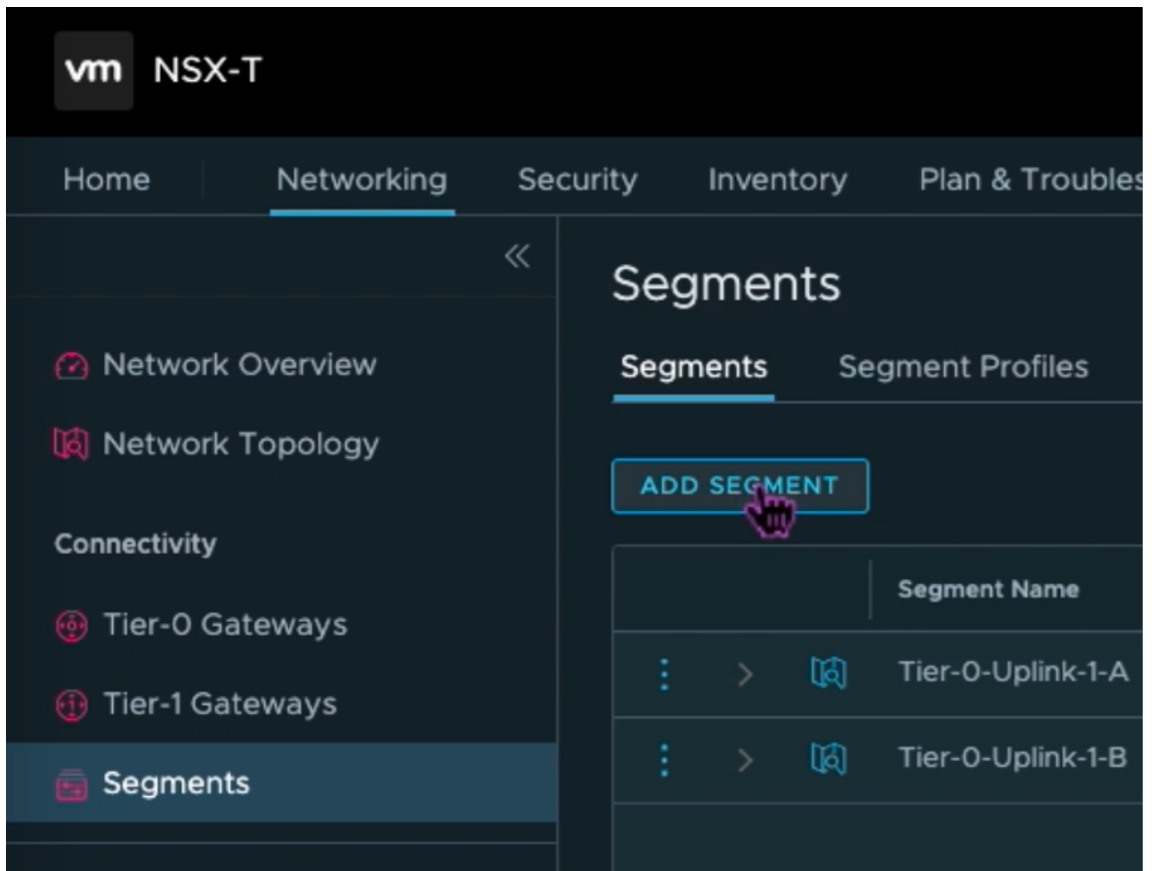 vm NSX-T
Home Networking Security Inventory Plan & Troubles
Network Overview
Network Topology
Connectivity
Tier-0 Gateways
Tier-1 Gateways
Segments
Segments
Segments Segment Profiles
ADD SEGMENT
Segment Name
Tier-0-Uplink-1-A
Tier-0-Uplink-1-B